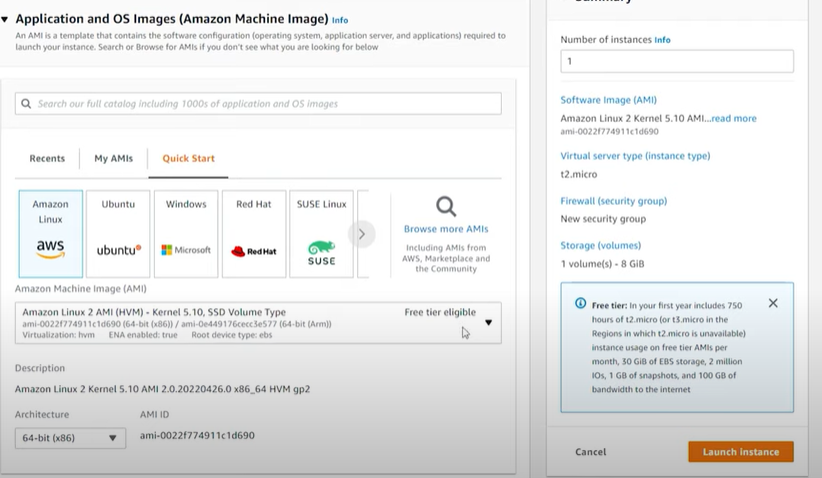 Application and OS Images (Amazon Machine Image) Info
An AMI is a template that contains the software configuration (operating system, application server, and applications) required to
launch your instance. Search or Browse for AMIs if you don't see what you are looking for below
Search our full catalog including 1000s of application and OS images
Recents
My AMIs
Quick Start
Amazon
Linux
aws
Ubuntu
ubuntu
Windows
Microsoft
Red Hat
Red Hat
SUSE Linux
SUSE
Browse more AMIs
Including AMIs from
AWS, Marketplace and
the Community
Amazon Machine Image (AMI)
Amazon Linux 2 AMI (HVM) - Kernel 5.10, SSD Volume Type
Free tier eligible
ami-0022f774911c1d690 (64-bit (x86)) / ami-0e449176cecc3e577 (64-bit (Arm))
Virtualization: hvm ENA enabled: true Root device type: ebs
Description
Amazon Linux 2 Kernel 5.10 AMI 2.0.20220426.0 x86_64 HVM gp2
Architecture
AMI ID
64-bit (x86)
ami-0022f774911c1d690
Summary
Number of instances Info
1
Software Image (AMI)
Amazon Linux 2 Kernel 5.10 AMI...read more
ami-0022f774911c1d690
Virtual server type (instance type)
t2.micro
Firewall (security group)
New security group
Storage (volumes)
1 volume(s) - 8 GiB
Free tier: In your first year includes 750
hours of t2.micro (or t3.micro in the
Regions in which t2.micro is unavailable)
instance usage on free tier AMIs per
month, 30 GiB of EBS storage, 2 million
IOs, 1 GB of snapshots, and 100 GB of
bandwidth to the internet
Cancel
Launch instance